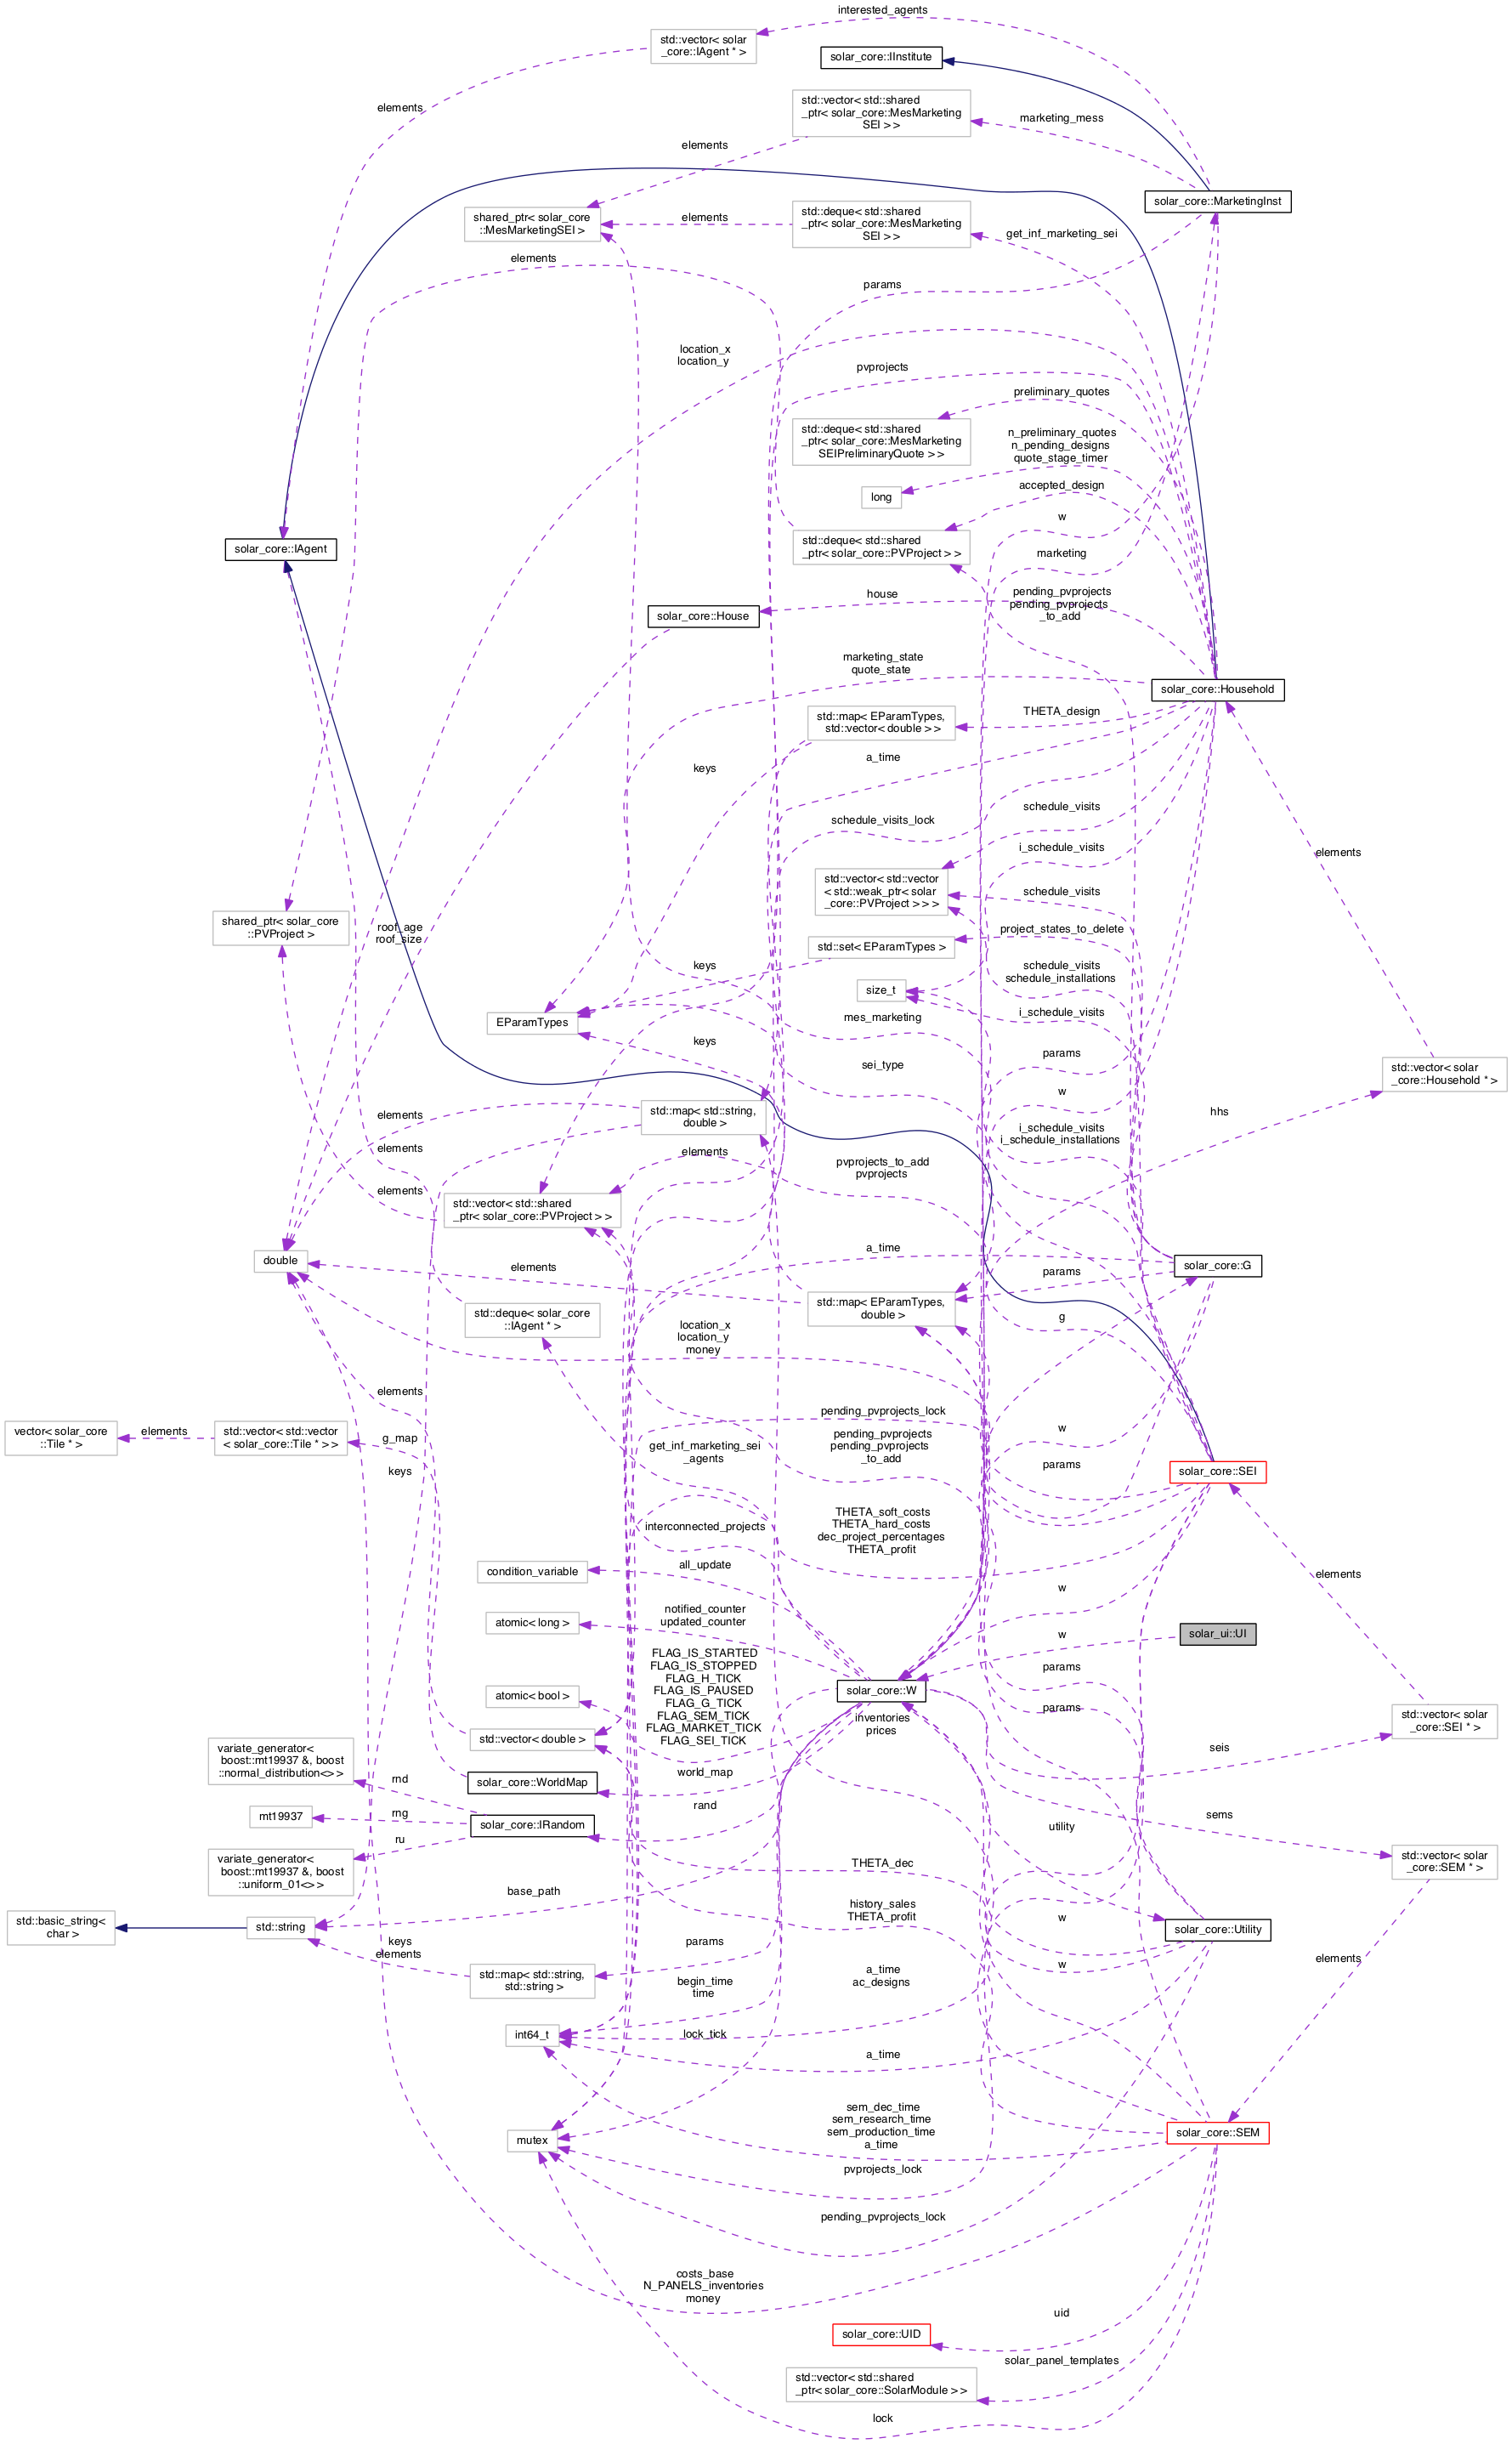 interested_agents
std::vector< solar
_core::IAgent * >
solar_core::IInstitute
elements
std::vector< std::shared
_ptr< solar_core::MesMarketing
SEI >>
marketing_mess
elements
solar_core::MarketingInst
shared_ptr< solar_core
::MesMarketingSEI >
elements
std::deque< std::shared
_ptr< solar_core::MesMarketing
SEI >>
get_inf_marketing_sei
elements
params
location_x
location_y
pvprojects
preliminary_quotes
std::deque< std::shared
_ptr< solar_core::MesMarketing
SEIPreliminaryQuote >>
n_preliminary_quotes
n_pending_designs
quote_stage_timer
long
accepted_design
w
std::deque< std::shared
_ptr< solar_core::PVProject >>
marketing
solar_core::IAgent
house
pending_pvprojects
pending_pvprojects
_to_add
solar_core::House
marketing_state
quote_state
solar_core::Household
std::map< EParamTypes,
std::vector< double >>
THETA_design
keys
a_time
schedule_visits
schedule_visits_lock
i_schedule_visits
elements
std::vector< std::vector
< std::weak_ptr< solar
_core::PVProject > > >
schedule_visits
shared_ptr< solar_core
::PVProject >
roof_age
roof_size
project_states_to_delete
std::set< EParamTypes >
keys
schedule_visits
schedule_installations
size_t
EParamTypes
mes_marketing
i_schedule_visits
keys
sei_type
params
std::vector< solar
_core::Household * >
w
elements
std::map< std::string,
double >
hhs
i_schedule_visits
i_schedule_installations
elements
elements
pvprojects_to_add
pvprojects
elements
std::vector< std::shared
_ptr< solar_core::PVProject >>
double
a_time
solar_core::G
elements
params
std::deque< solar_core
::IAgent * >
std::map< EParamTypes,
double >
location_x
location_y
money
g
elements
pending_pvprojects_lock
vector< solar_core
::Tile * >
elements
std::vector< std::vector
< solar_core::Tile * >>
g_map
get_inf_marketing_sei
_agents
pending_pvprojects
pending_pvprojects
_to_add
w
params
solar_core::SEI
keys
THETA_soft_costs
THETA_hard_costs
dec_project_percentages
THETA_profit
interconnected_projects
condition_variable
all_update
w
elements
atomic< long >
notified_counter
updated_counter
w
solar_ui::UI
FLAG_IS_STARTED
FLAG_IS_STOPPED
FLAG_H_TICK
FLAG_IS_PAUSED
FLAG_G_TICK
FLAG_SEM_TICK
FLAG_MARKET_TICK
FLAG_SEI_TICK
params
solar_core::W
atomic< bool >
params
inventories
prices
std::vector< solar
_core::SEI * >
std::vector< double >
seis
variate_generator<
boost::mt19937 &, boost
::normal_distribution<>>
rnd
solar_core::WorldMap
world_map
rand
mt19937
rng
solar_core::IRandom
sems
utility
ru
variate_generator<
boost::mt19937 &, boost
::uniform_01<>>
THETA_dec
std::vector< solar
_core::SEM * >
base_path
history_sales
THETA_profit
std::basic_string<
char >
std::string
w
solar_core::Utility
keys
elements
params
elements
w
std::map< std::string,
std::string >
begin_time
time
a_time
ac_designs
int64_t
lock_tick
a_time
sem_dec_time
sem_research_time
sem_production_time
a_time
solar_core::SEM
mutex
pvprojects_lock
pending_pvprojects_lock
costs_base
N_PANELS_inventories
money
uid
solar_core::UID
solar_panel_templates
std::vector< std::shared
_ptr< solar_core::SolarModule >>
lock